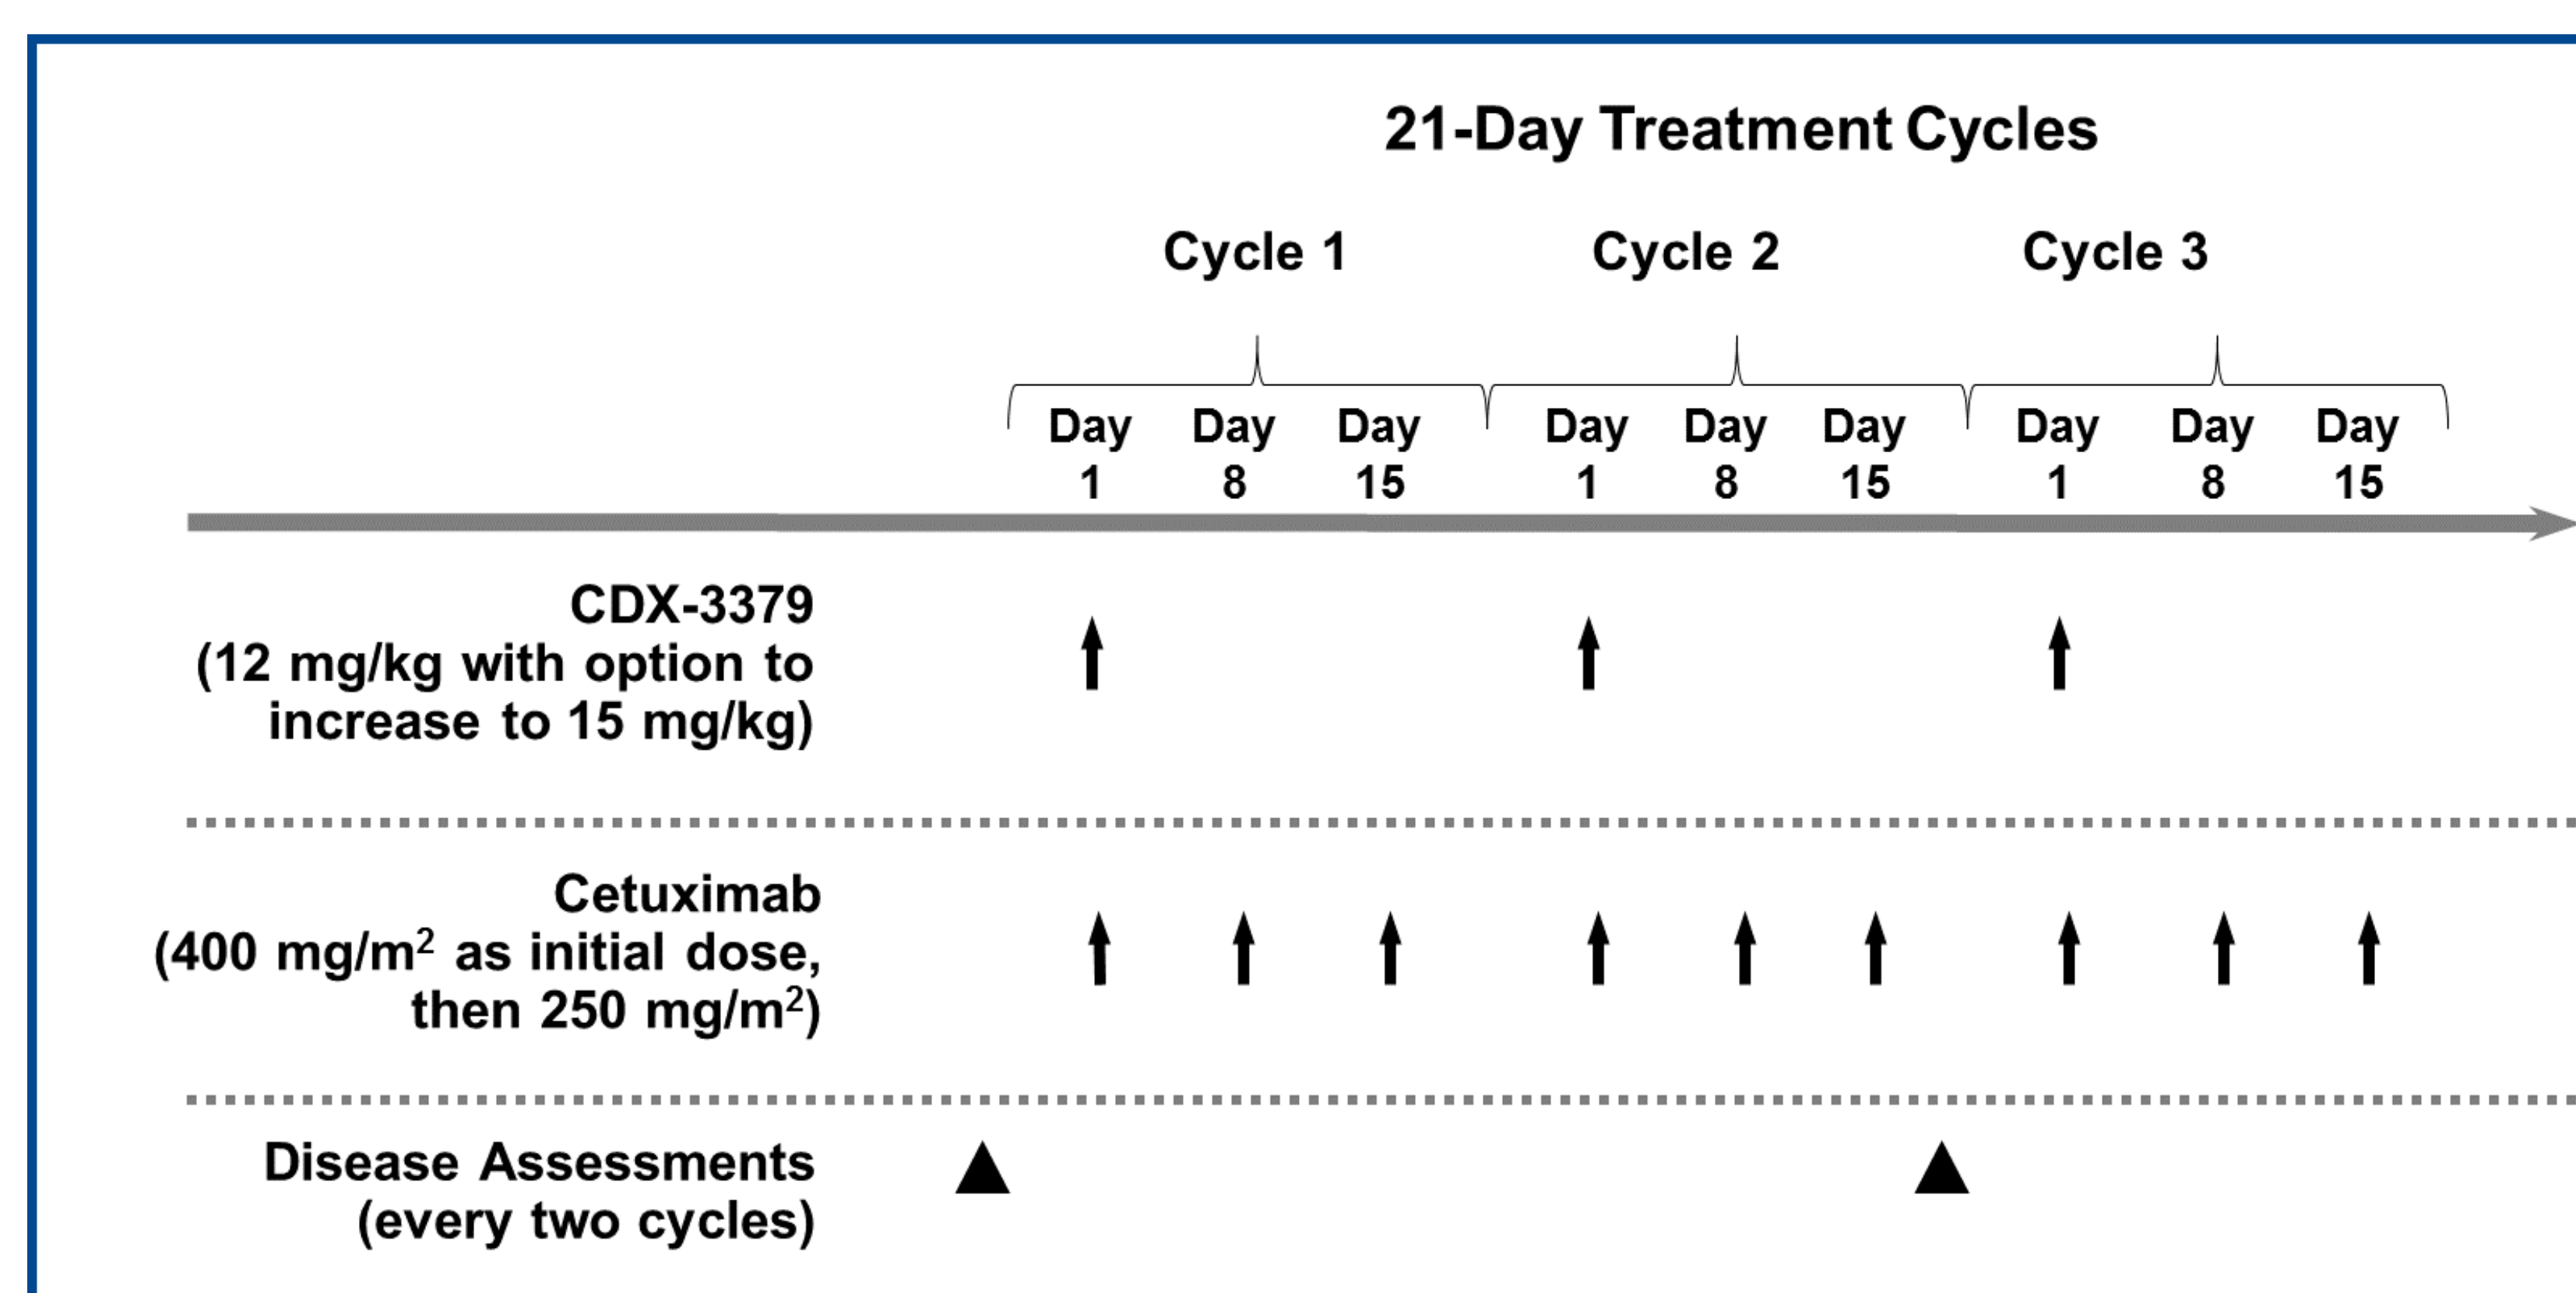 21-Day Treatment Cycles
Cycle 1 Cycle 2 Cycle 3
Day Day Day Day Day Day Day Day Day
1 8 15 1 8 15 1 8 15
CDX-3379
(12 mg/kg with option to
increase to 15 mg/kg)
Cetuximab
(400 mg/m² as initial dose,
then 250 mg/m²)
Disease Assessments
(every two cycles)